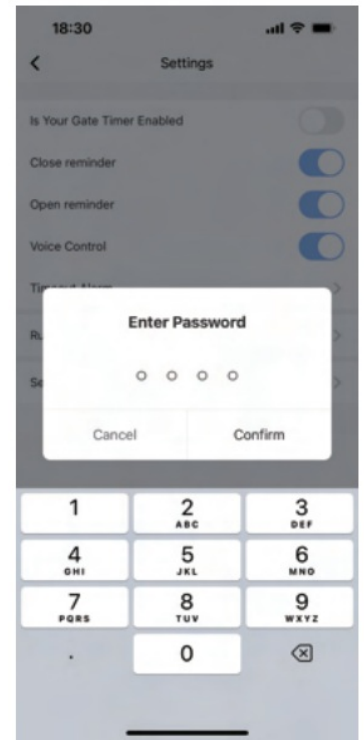 18:30
Settings
Is Your Gate Timer Enabled
Close reminder
Open reminder
Voice Control
Enter Password
Cancel Confirm
1 2 3
ABC DEF
4 5 6
GHI JKL MNO
7 8 9
PQRS TUV WXYZ
. 0